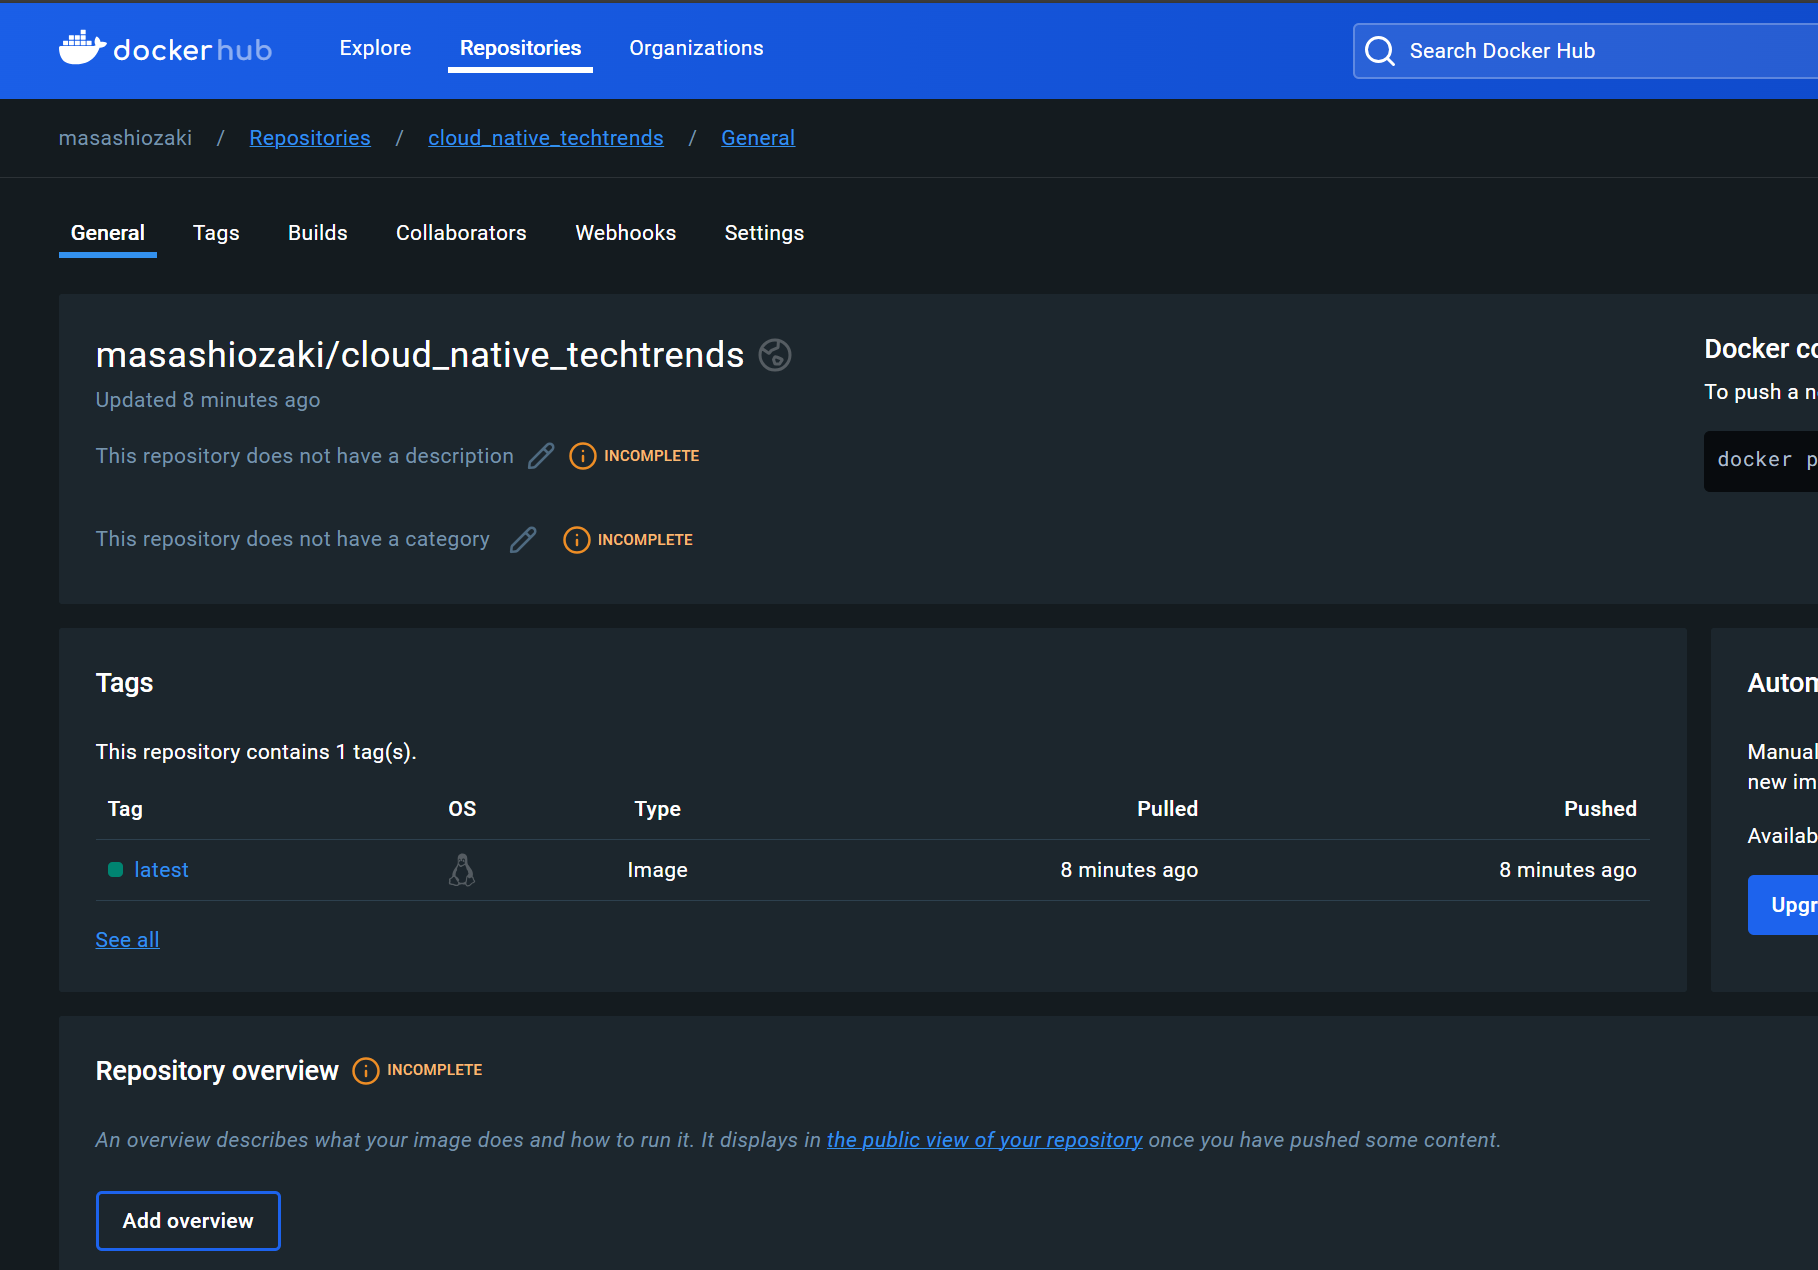 dockerhub
Explore
Repositories
Organizations
Search Docker Hub
masashiozaki / Repositories / cloud_native_techtrends / General
General
Tags
Builds
Collaborators
Webhooks
Settings
masashiozaki/cloud_native_techtrends
Updated 8 minutes ago
This repository does not have a description
INCOMPLETE
This repository does not have a category
INCOMPLETE
Docker co
To push a n
docker p
Tags
This repository contains 1 tag(s).
Tag OS Type Pulled Pushed
latest Image 8 minutes ago 8 minutes ago
See all
Autom
Manual
new im
Availab
Upgr
Repository overview
INCOMPLETE
An overview describes what your image does and how to run it. It displays in the public view of your repository once you have pushed some content.
Add overview